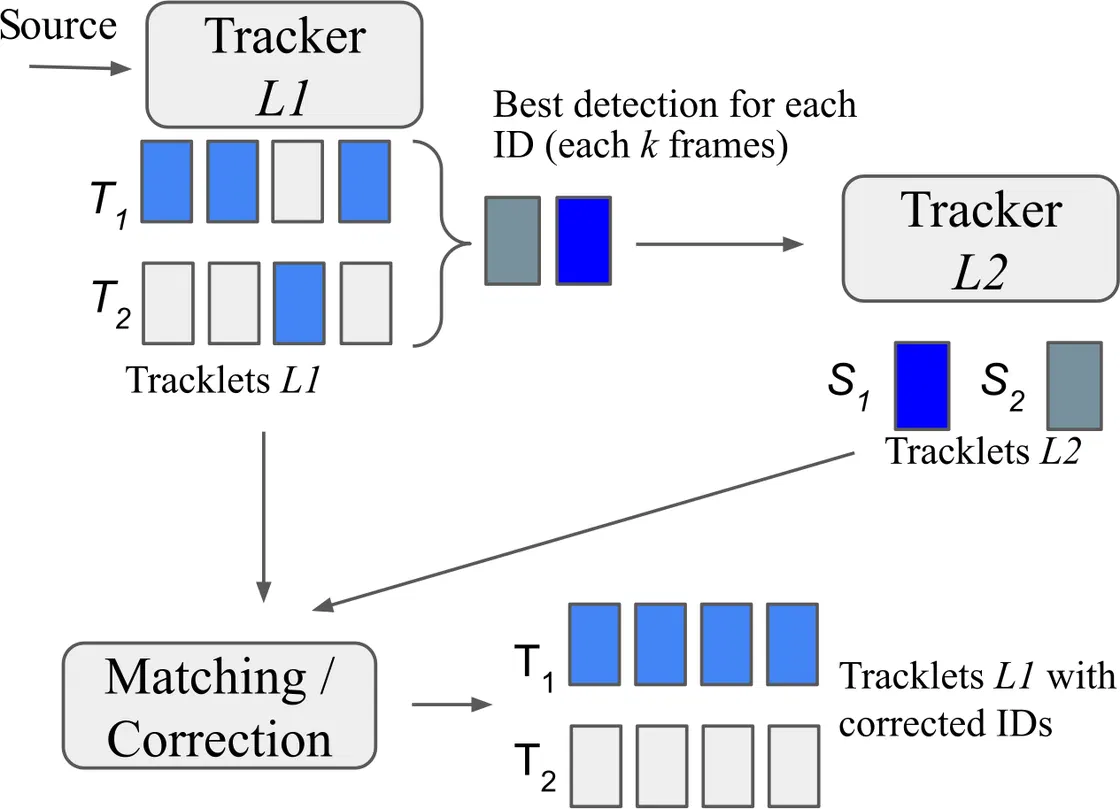 Source
Tracker
L1
Best detection for each
ID (each k frames)
T1
T2
Tracklets L1
Tracker
L2
S1
S2
Tracklets L2
Matching /
Correction
T1
T2
Tracklets L1 with
corrected IDs